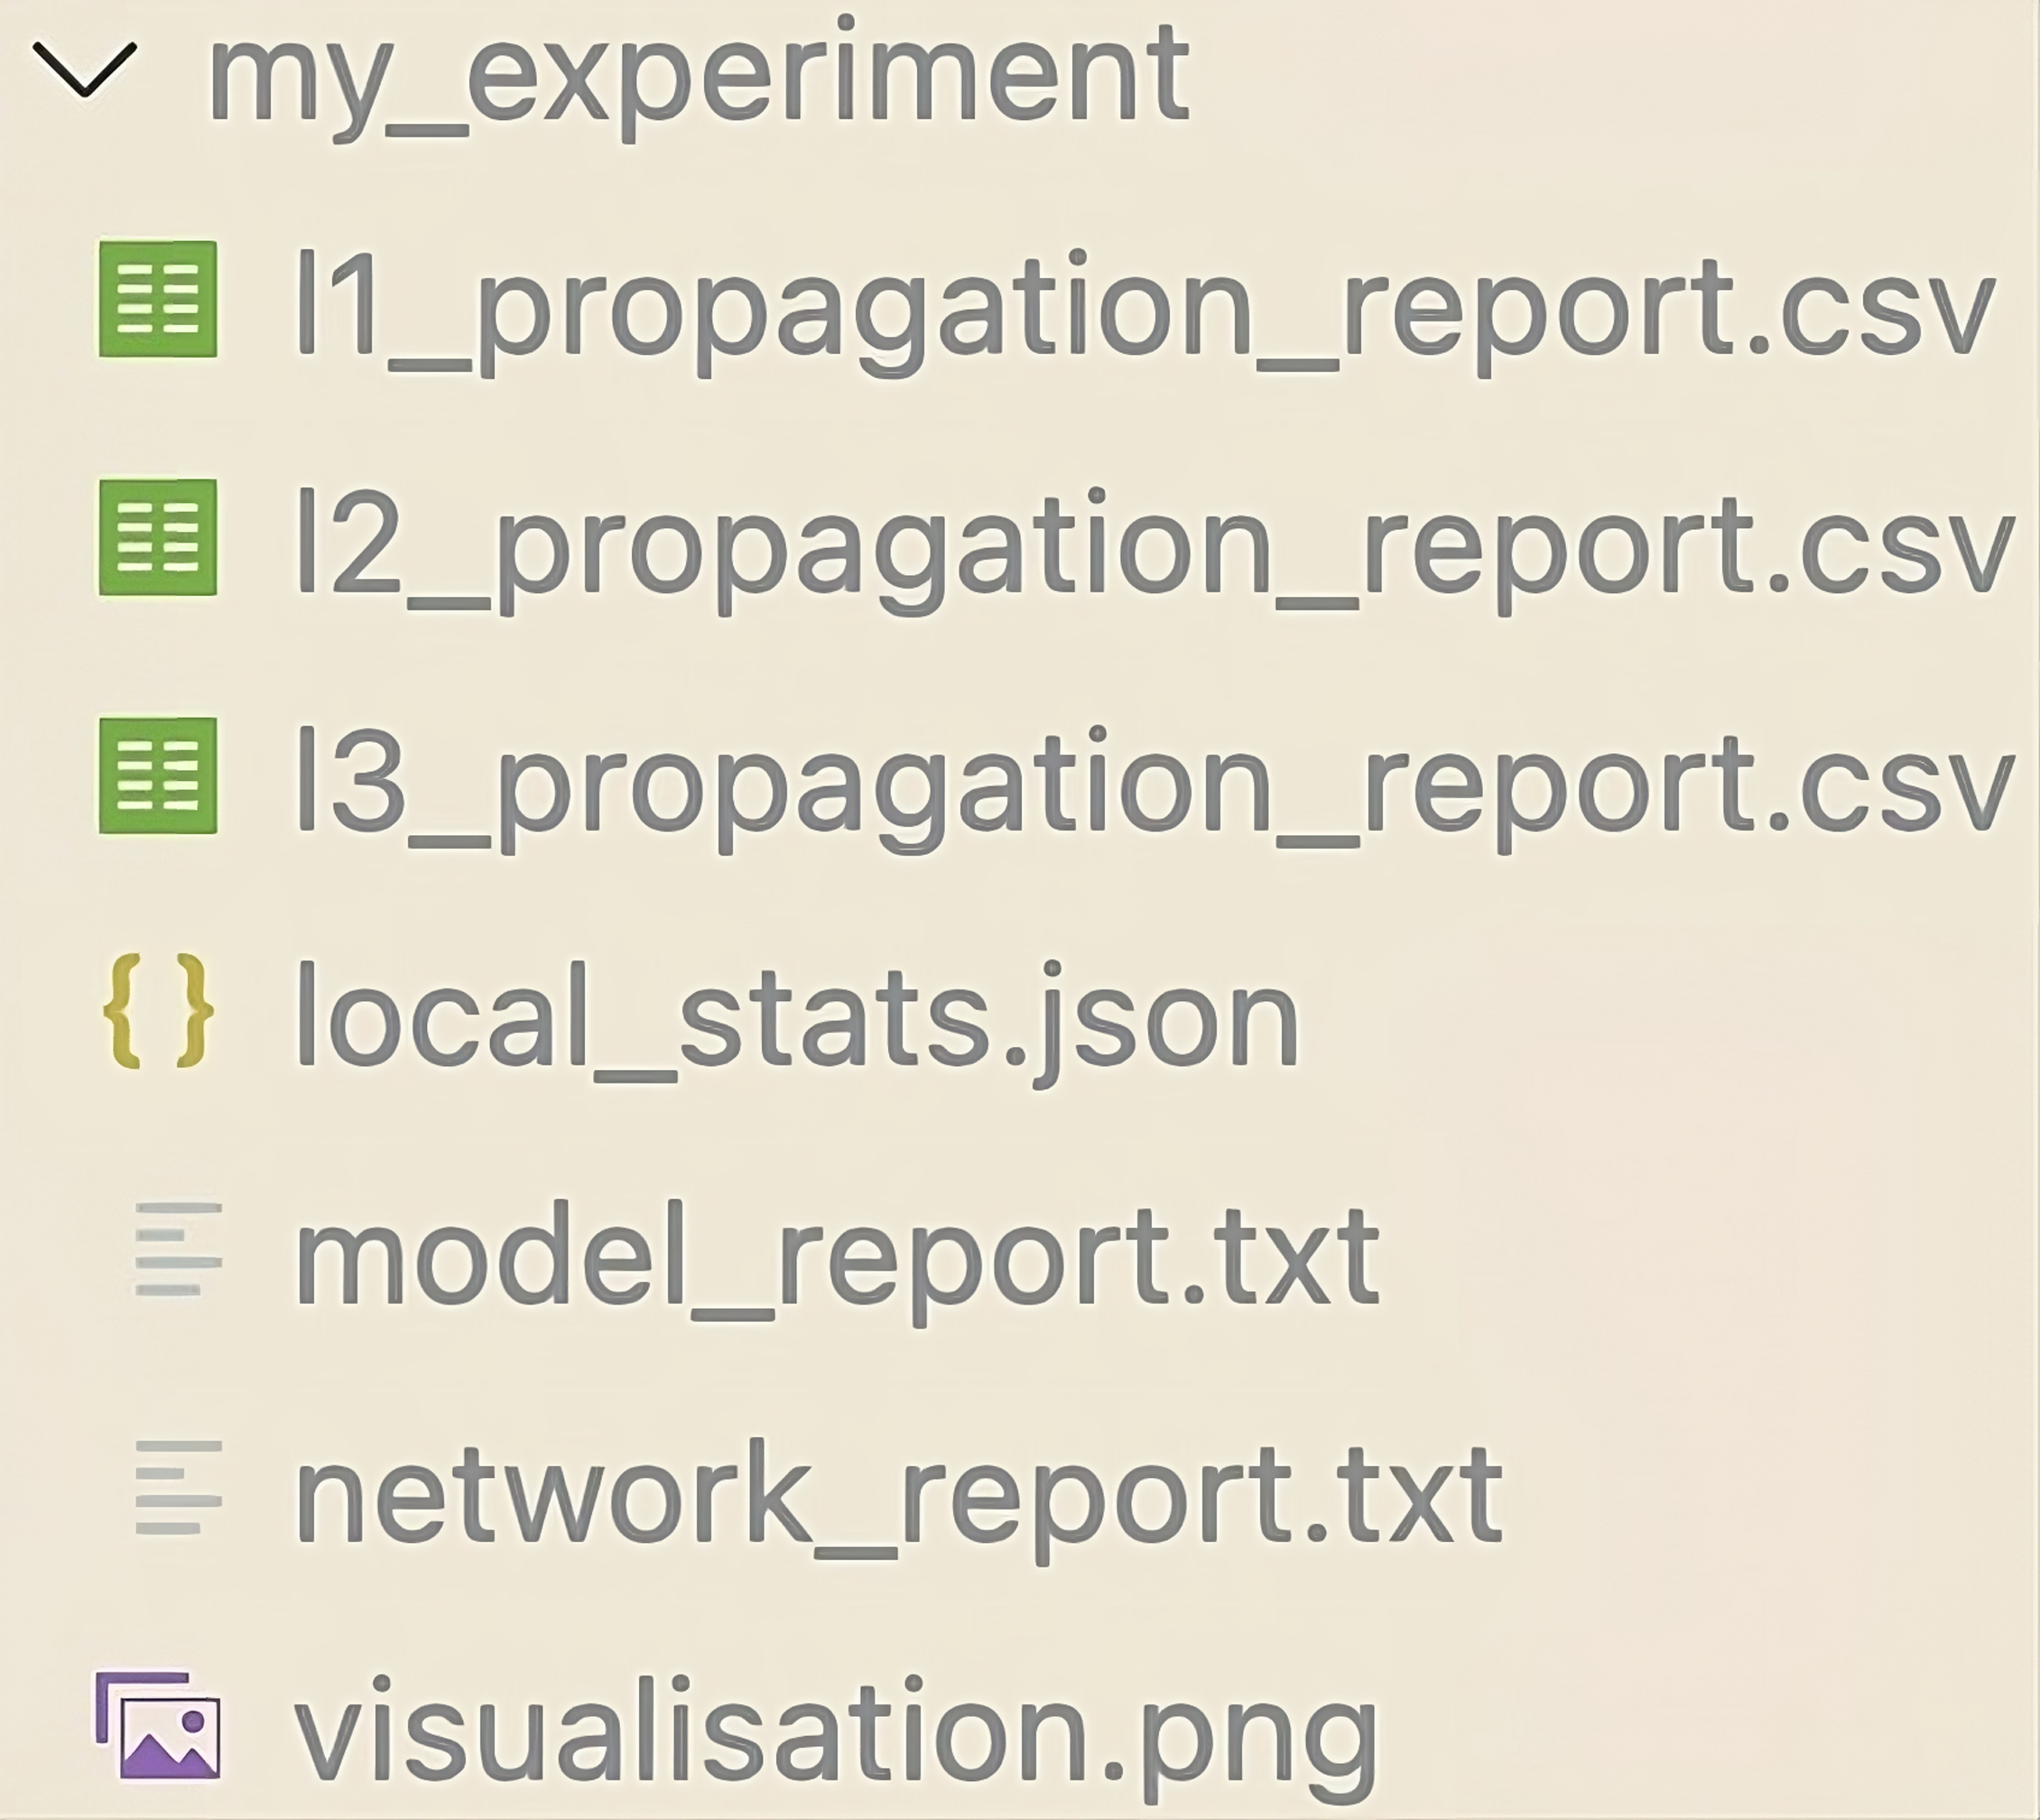 my_experiment
l1_propagation_report.csv
l2_propagation_report.csv
l3_propagation_report.csv
local_stats.json
model_report.txt
network_report.txt
visualisation.png